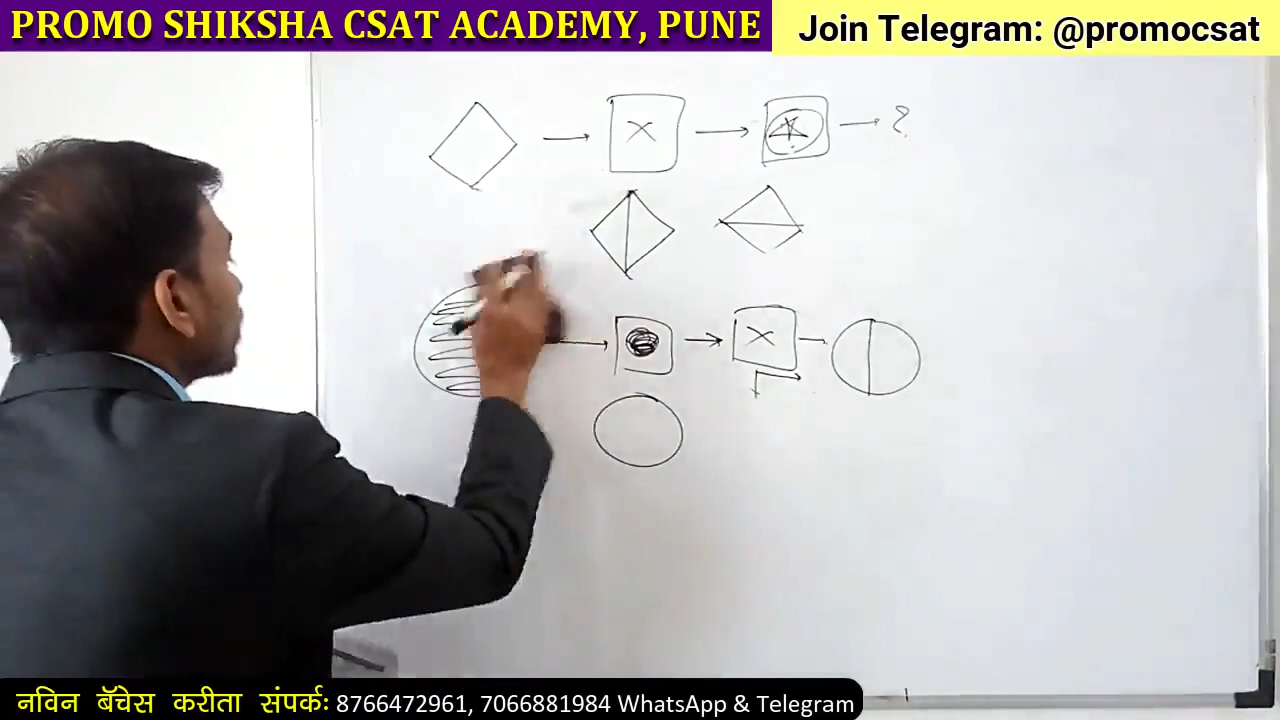 PROMO SHIKSHA CSAT ACADEMY, PUNE
Join Telegram: @promocsat
?
नविन बॅचेस करीता संपर्कः 8766472961, 7066881984 WhatsApp & Telegram